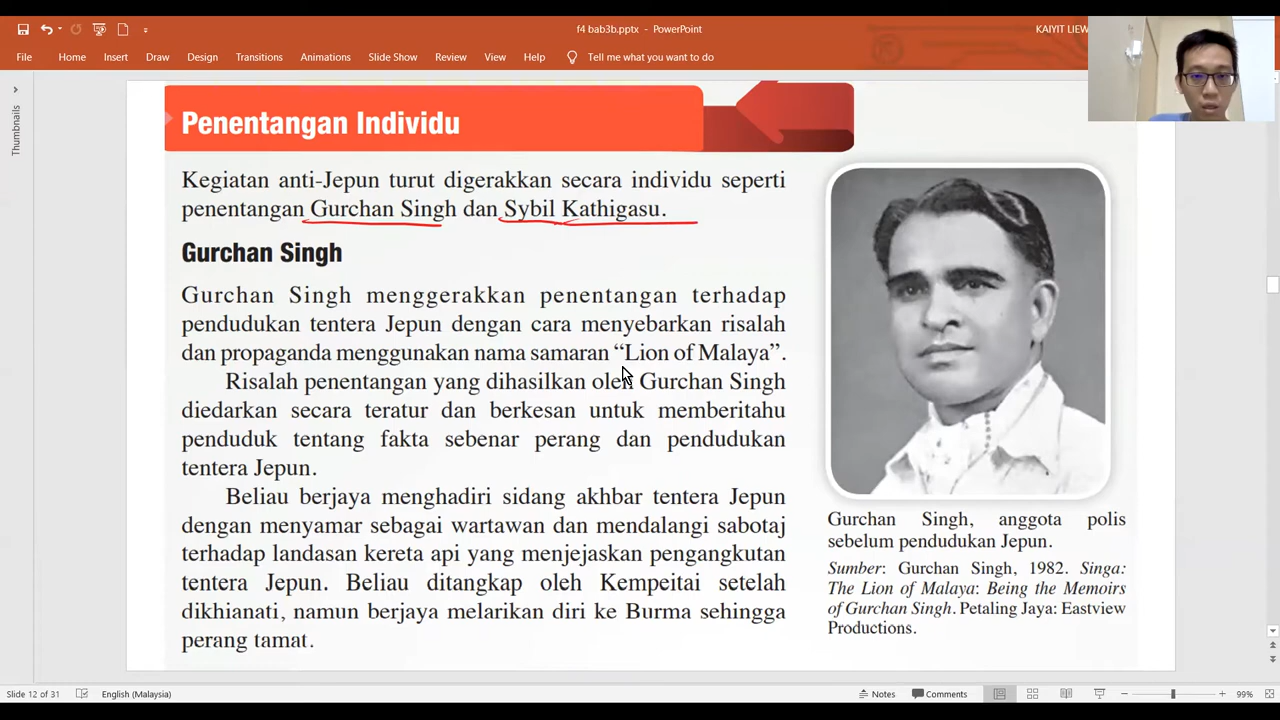 f4 bab3b.pptx - PowerPoint
KAIYIT LIEW
File Home Insert Draw Design Transitions Animations Slide Show Review View Help Tell me what you want to do
Thumbnails
Penentangan Individu
Kegiatan anti-Jepun turut digerakkan secara individu seperti
penentangan Gurchan Singh dan Sybil Kathigasu.
Gurchan Singh
Gurchan Singh menggerakkan penentangan terhadap
pendudukan tentera Jepun dengan cara menyebarkan risalah
dan propaganda menggunakan nama samaran “Lion of Malaya”.
Risalah penentangan yang dihasilkan oleh Gurchan Singh
diedarkan secara teratur dan berkesan untuk memberitahu
penduduk tentang fakta sebenar perang dan pendudukan
tentera Jepun.
Beliau berjaya menghadiri sidang akhbar tentera Jepun
dengan menyamar sebagai wartawan dan mendalangi sabotaj
terhadap landasan kereta api yang menjejaskan pengangkutan
tentera Jepun. Beliau ditangkap oleh Kempeitai setelah
dikhianati, namun berjaya melarikan diri ke Burma sehingga
perang tamat.
Gurchan Singh, anggota polis
sebelum pendudukan Jepun.
Sumber: Gurchan Singh, 1982. Singa:
The Lion of Malaya: Being the Memoirs
of Gurchan Singh. Petaling Jaya: Eastview
Productions.
Slide 12 of 31 English (Malaysia) Notes Comments 99%